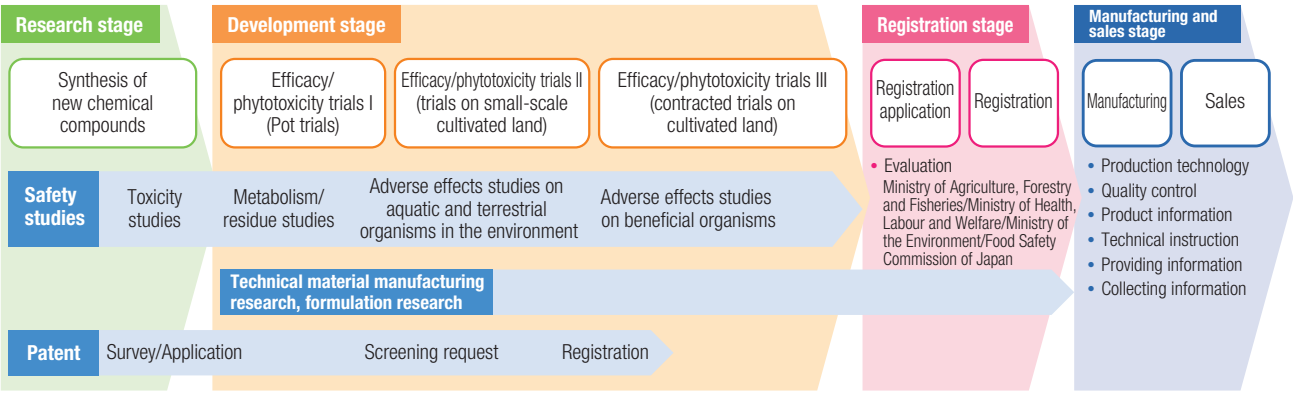 Research stage
Development stage
Registration stage
Manufacturing and
sales stage
Synthesis of
new chemical
compounds
Efficacy/
phytotoxicity trials I
(Pot trials)
Efficacy/phytotoxicity trials II
(trials on small-scale
cultivated land)
Efficacy/phytotoxicity trials III
(contracted trials on
cultivated land)
Registration
application
Registration
Manufacturing
Sales
Safety
studies
Toxicity
studies
Metabolism/
residue studies
Adverse effects studies on
aquatic and terrestrial
organisms in the environment
Adverse effects studies
on beneficial organisms
• Evaluation
Ministry of Agriculture, Forestry
and Fisheries/Ministry of Health,
Labour and Welfare/Ministry of
the Environment/Food Safety
Commission of Japan
• Production technology
• Quality control
• Product information
• Technical instruction
• Providing information
• Collecting information
Technical material manufacturing
research, formulation research
Patent
Survey/Application
Screening request
Registration